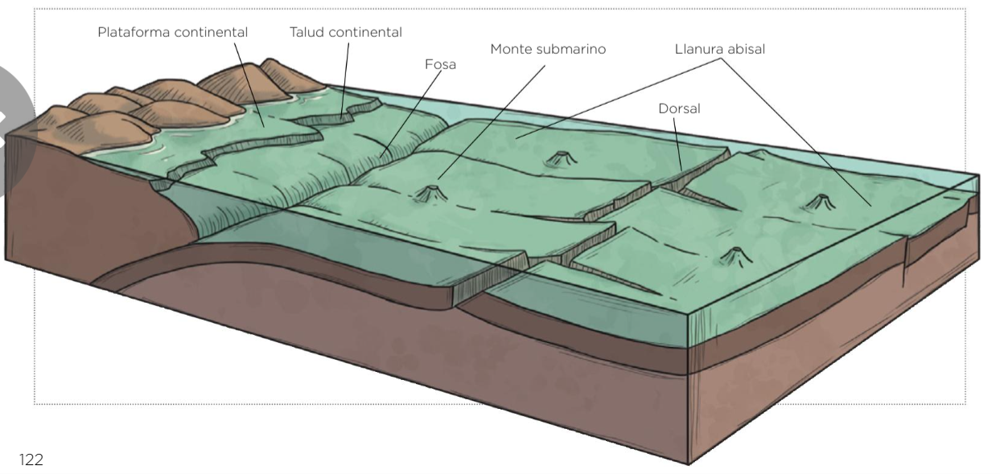 Plataforma continental
Talud continental
Fosa
Monte submarino
Llanura abisal
Dorsal
122